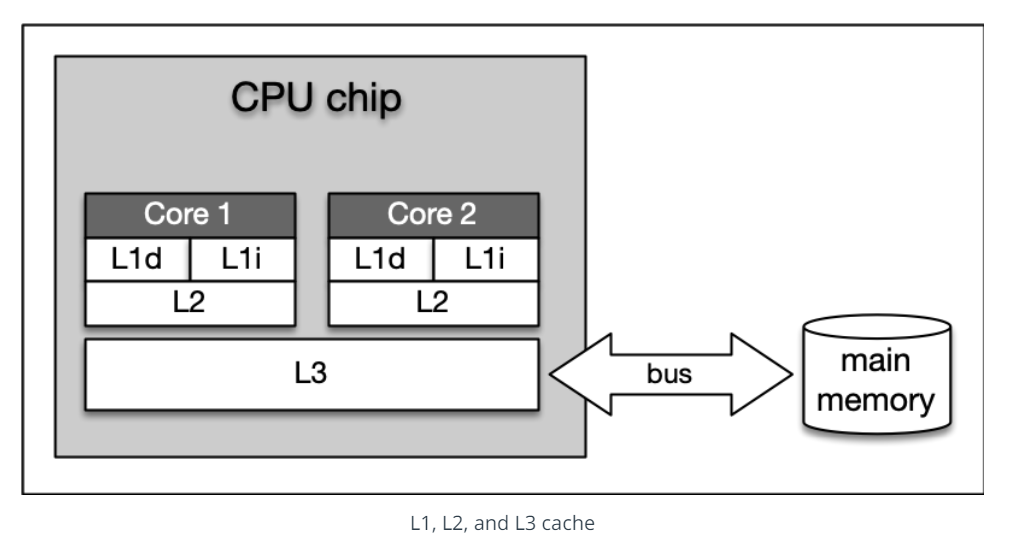 CPU chip
Core 1
L1d L1i
L2
Core 2
L1d L1i
L2
L3
bus
main
memory
L1, L2, and L3 cache